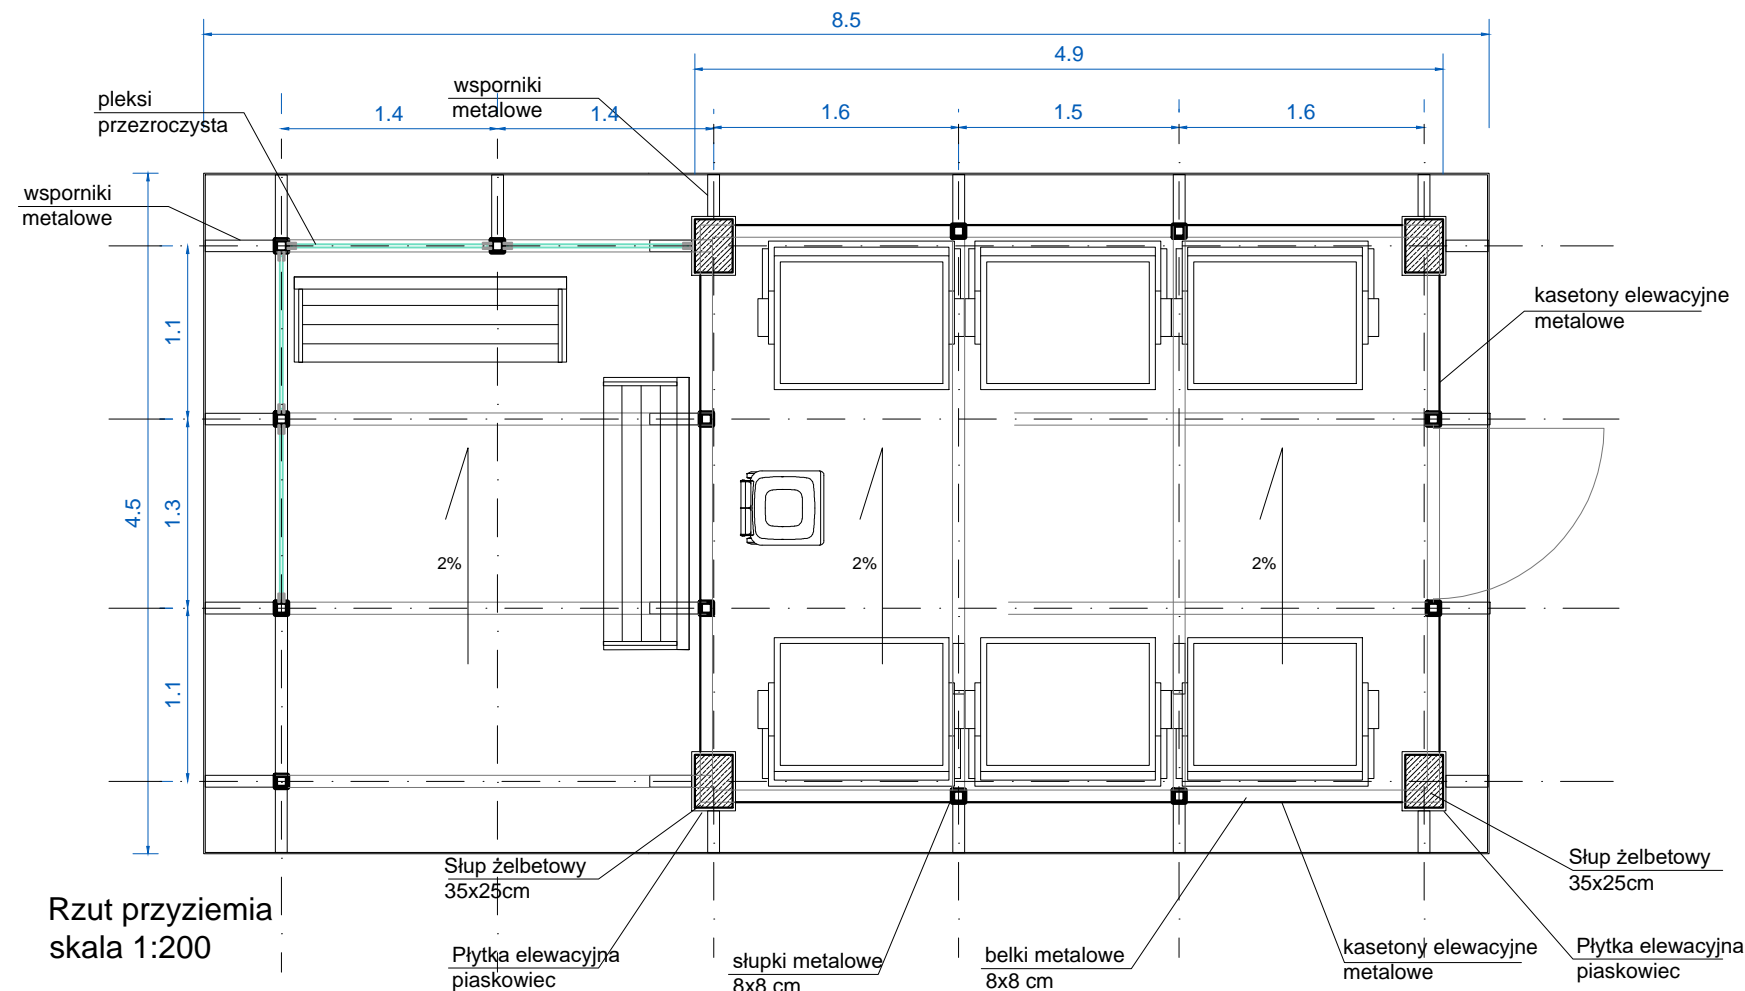 8.5
4.9
wsporniki
metalowe
pleksi
przezroczysta
1.4
1.4
1.6
1.5
1.6
wsporniki
metalowe
kasetony elewacyjne
metalowe
1.1
4.5
1.3
2%
2%
2%
1.1
Słup żelbetowy
35x25cm
Słup żelbetowy
35x25cm
Rzut przyziemia
skala 1:200
Płytka elewacyjna
piaskowiec
słupki metalowe
8x8 cm
belki metalowe
8x8 cm
kasetony elewacyjne
metalowe
Płytka elewacyjna
piaskowiec